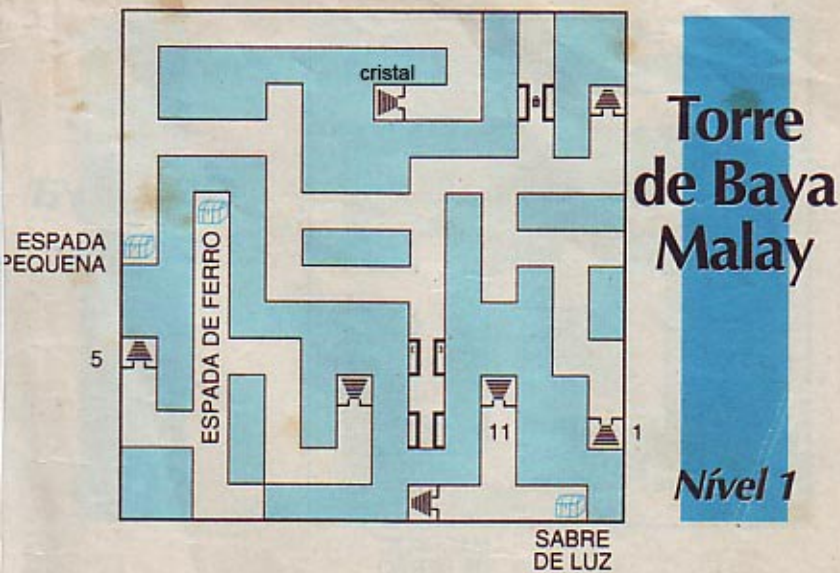 cristal
Torre
de Baya
Malay
ESPADA
PEQUENA
ESPADA DE FERRO
5
11
1
Nível 1
SABRE
DE LUZ